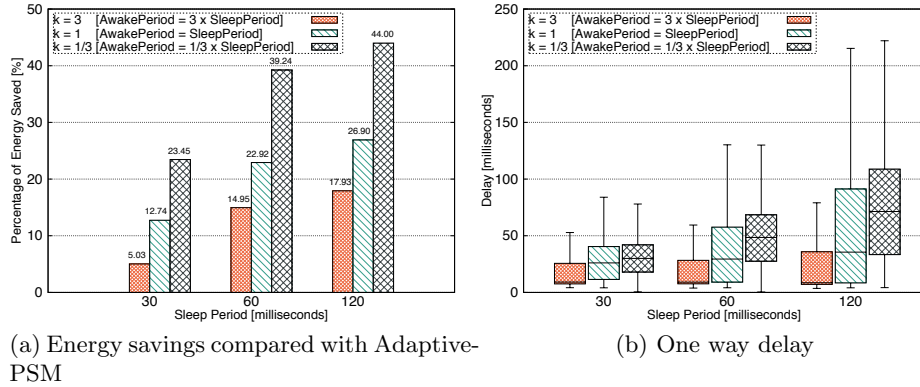 50
40
30
20
10
0
Percentage of Energy Saved [%]
k = 3 [AwakePeriod = 3 x SleepPeriod]
k = 1 [AwakePeriod = SleepPeriod]
k = 1/3 [AwakePeriod = 1/3 x SleepPeriod]
5.03
12.74
23.45
14.95
22.92
39.24
17.93
26.90
44.00
30
60
120
Sleep Period [milliseconds]
(a) Energy savings compared with Adaptive-
PSM
250
200
150
100
50
0
Delay [milliseconds]
k = 3 [AwakePeriod = 3 x SleepPeriod]
k = 1 [AwakePeriod = SleepPeriod]
k = 1/3 [AwakePeriod = 1/3 x SleepPeriod]
30
60
120
Sleep Period [milliseconds]
(b) One way delay